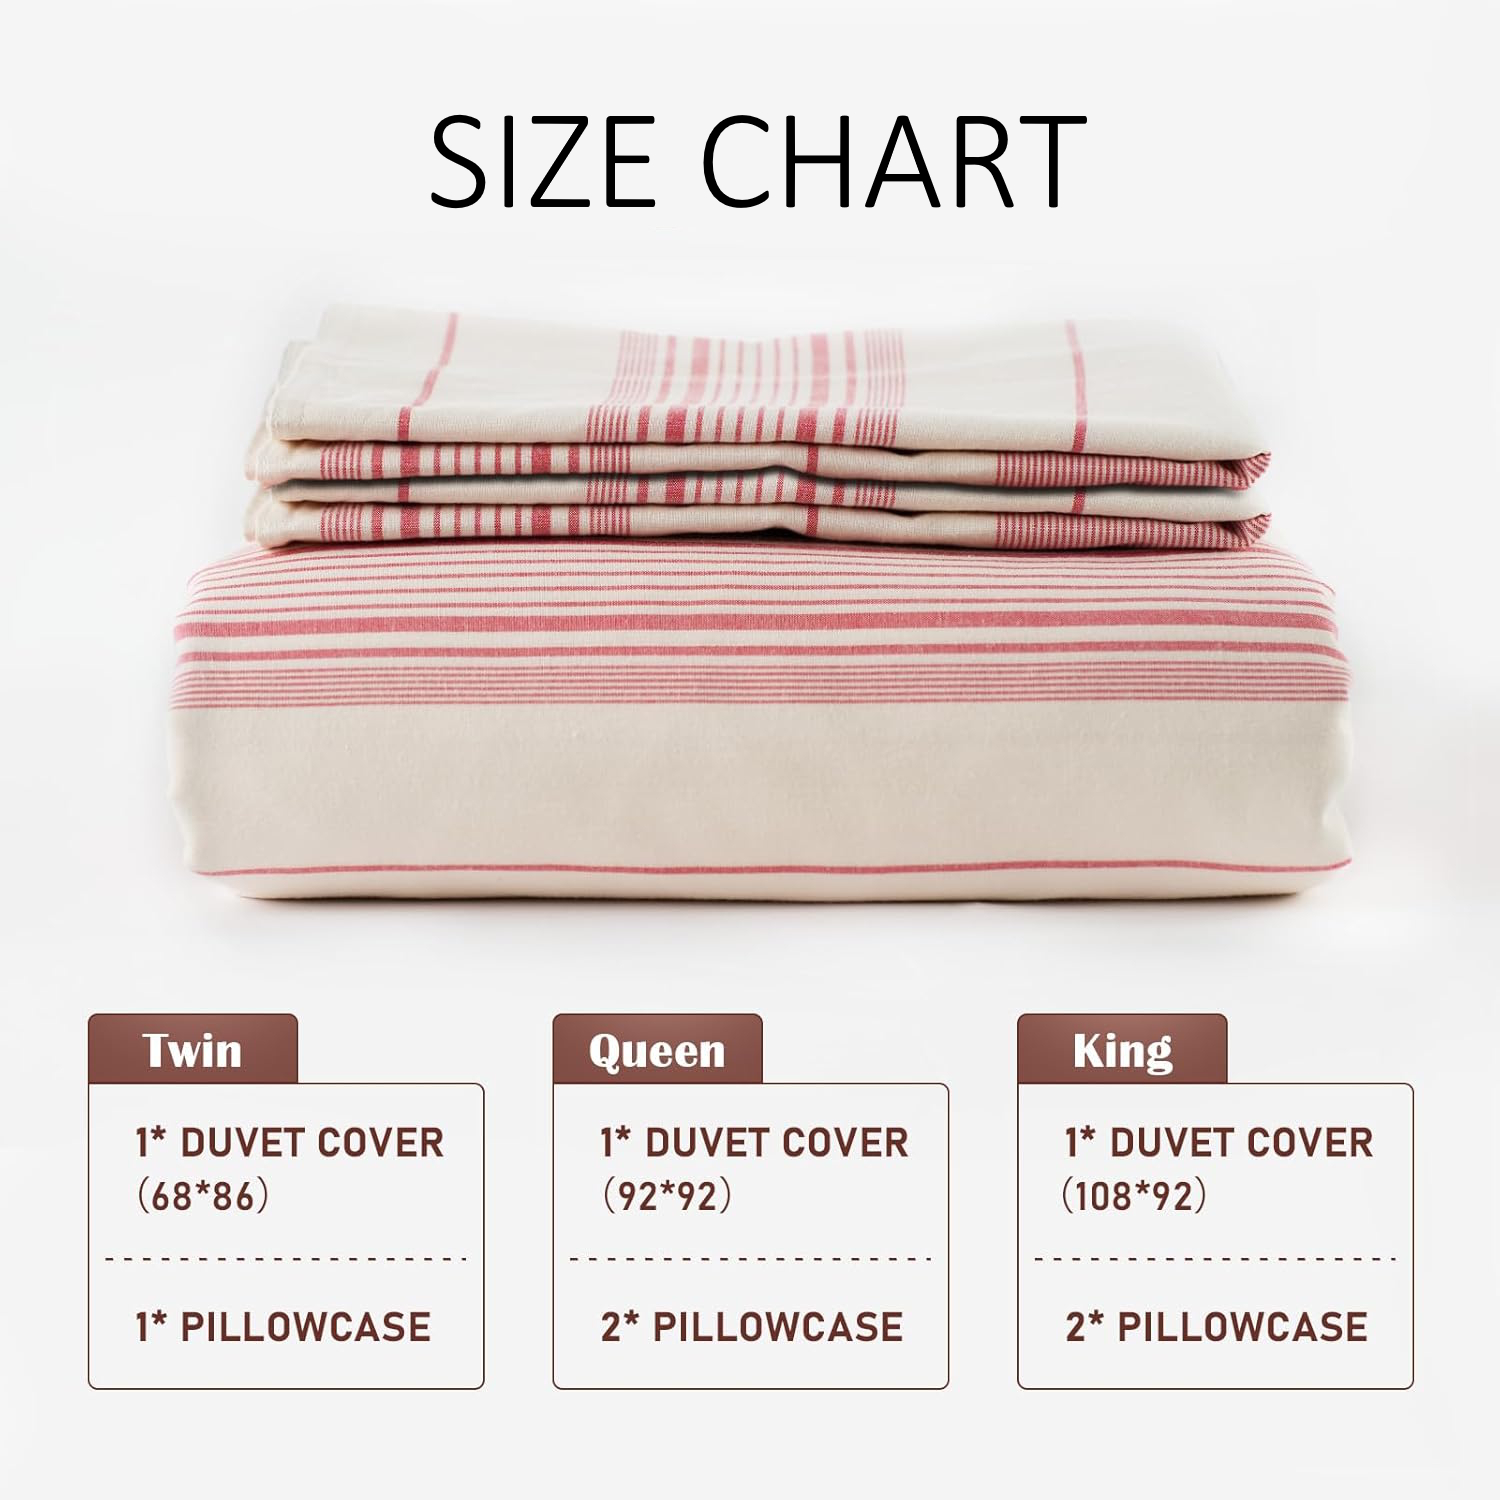 SIZE CHART
Twin
1* DUVET COVER
(68*86)
1* PILLOWCASE
Queen
1* DUVET COVER
(92*92)
2* PILLOWCASE
King
1* DUVET COVER
(108*92)
2* PILLOWCASE